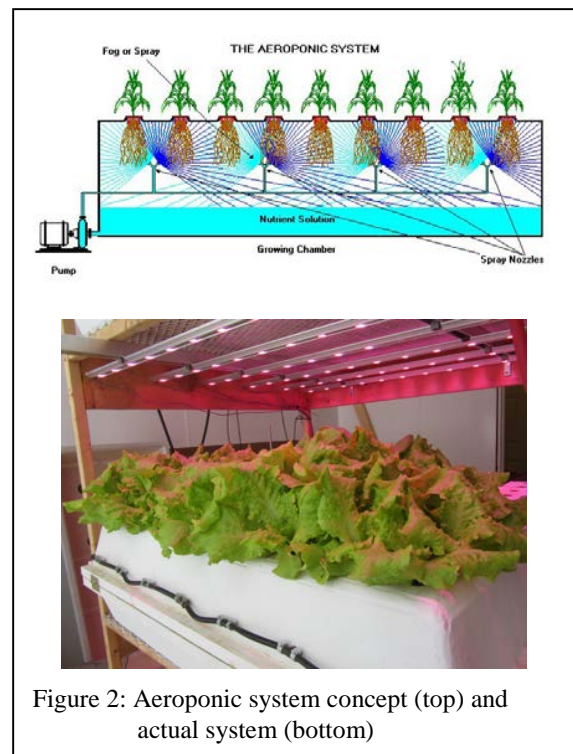 THE AEROPONIC SYSTEM
Fog or Spray
Nutrient Solution
Growing Chamber
Spray Nozzles
Pump
Figure 2: Aeroponic system concept (top) and
actual system (bottom)